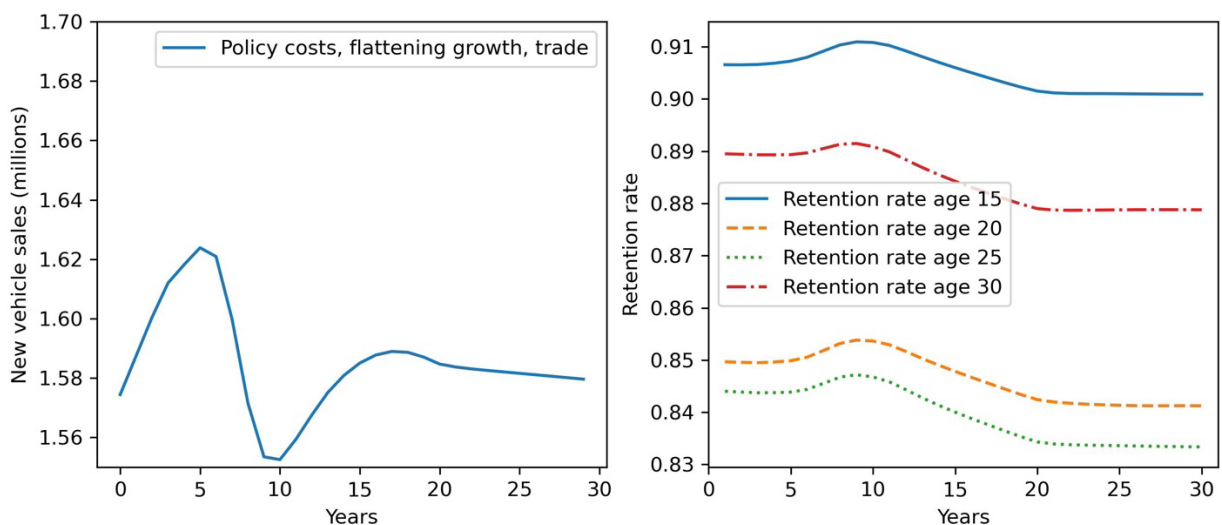 1.70
1.68
1.66
1.64
1.62
1.60
1.58
1.56
New vehicle sales (millions)
Policy costs, flattening growth, trade
0 5 10 15 20 25 30
Years
0.91
0.90
0.89
0.88
0.87
0.86
0.85
0.84
0.83
Retention rate
Retention rate age 15
Retention rate age 20
Retention rate age 25
Retention rate age 30
0 5 10 15 20 25 30
Years